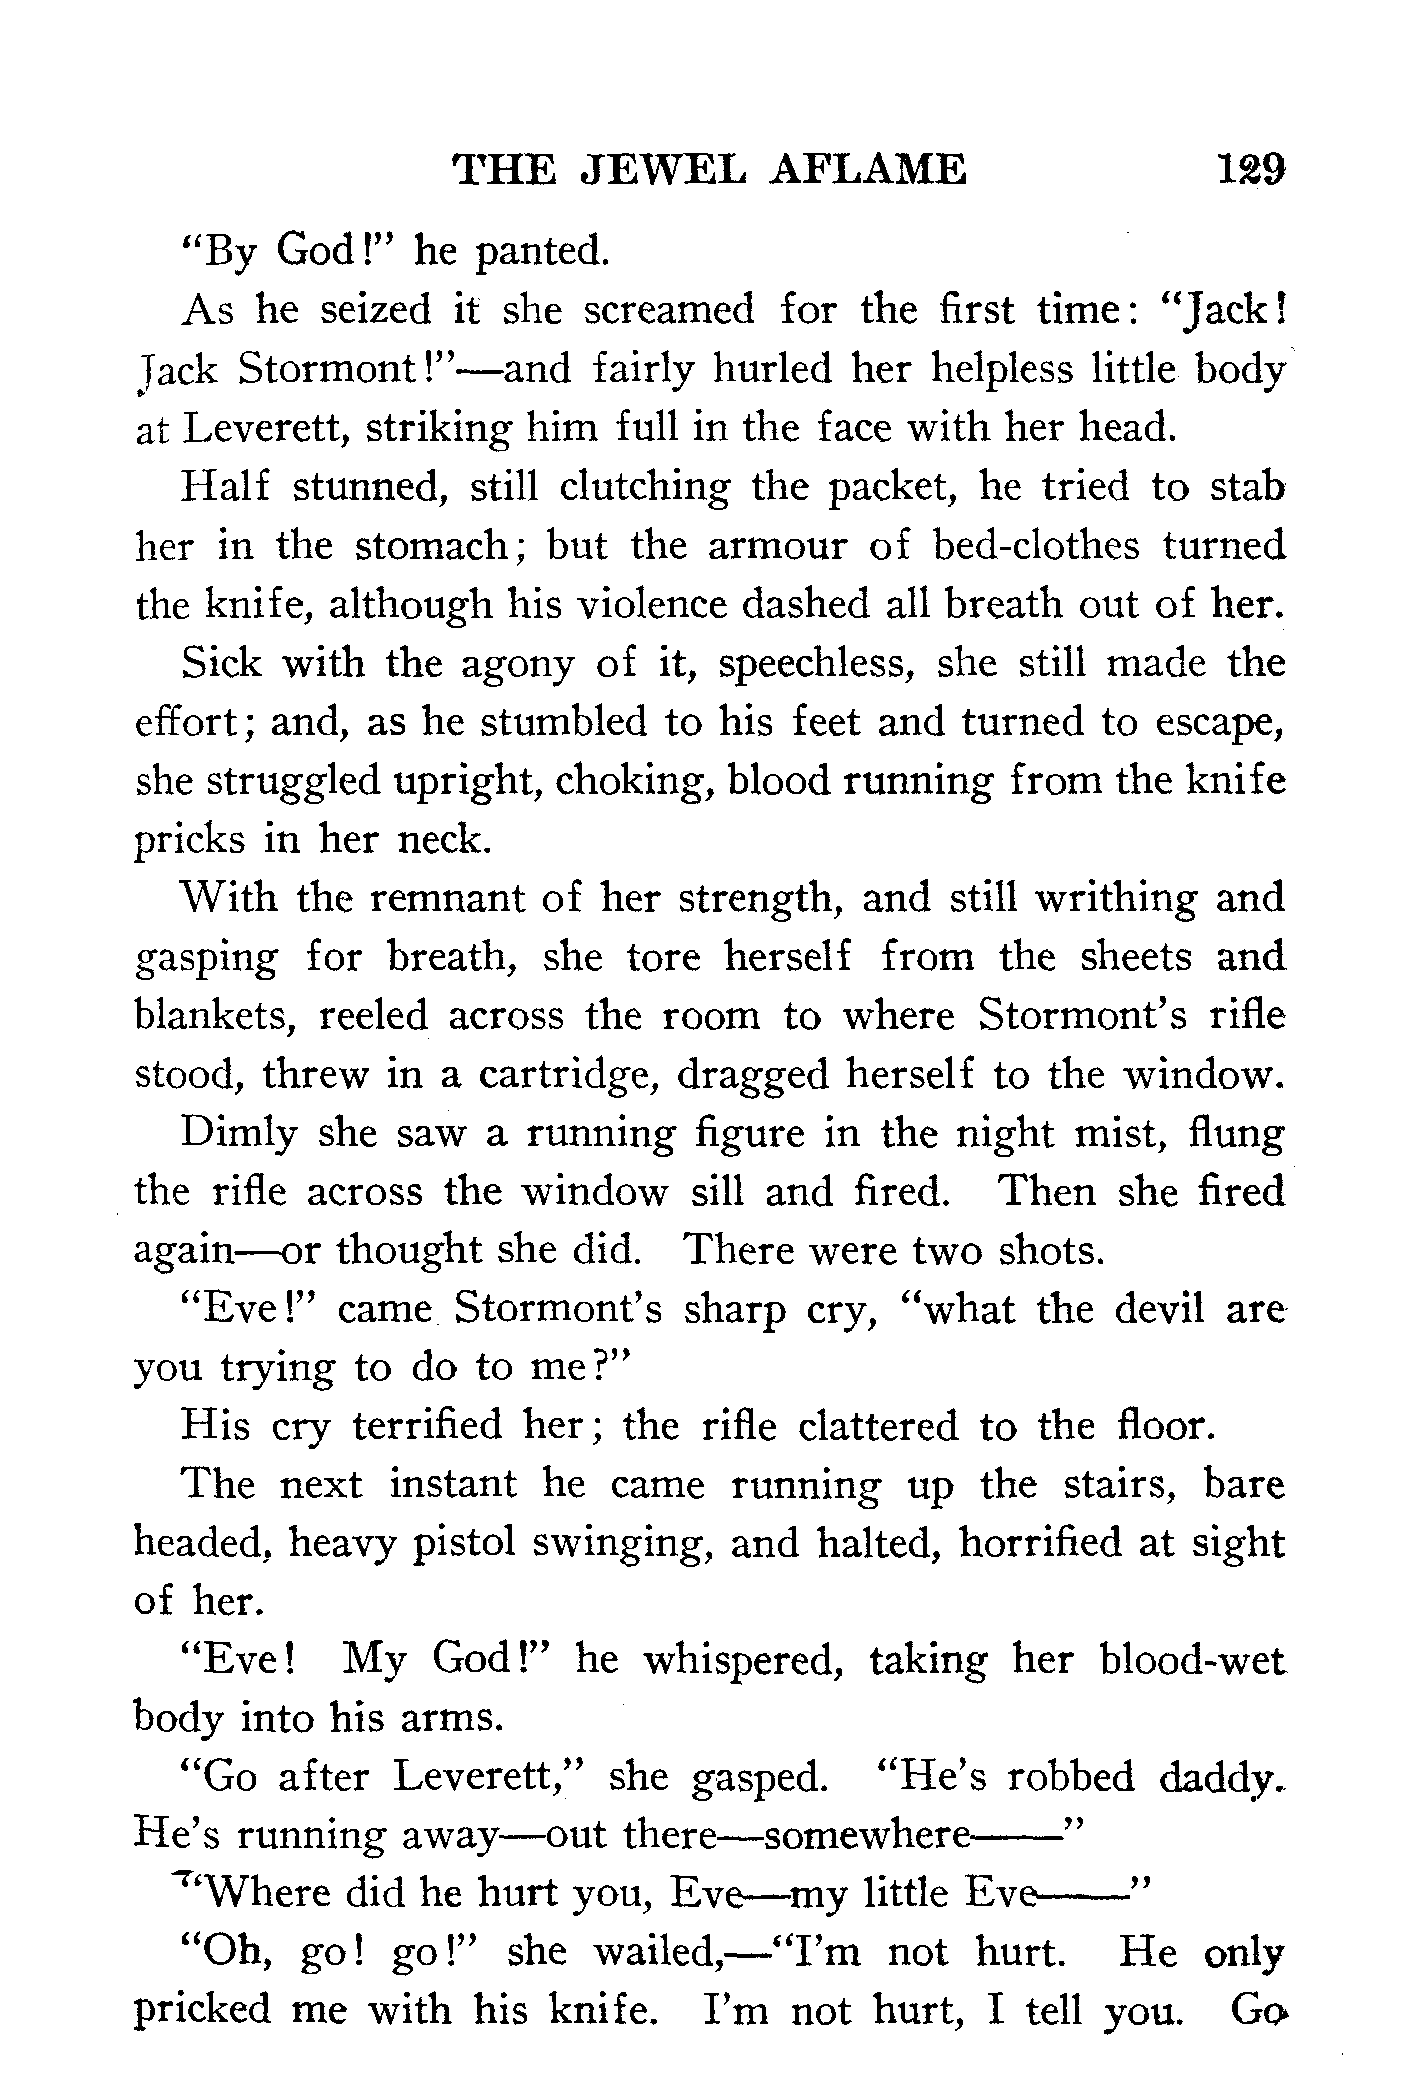 THE JEWEL AFLAME 129
"By God!" he panted.
As he seized it she screamed for the first time: "Jack!
Jack Stormont!"—and fairly hurled her helpless little body
at Leverett, striking him full in the face with her head.
Half stunned, still clutching the packet, he tried to stab
her in the stomach; but the armour of bed-clothes turned
the knife, although his violence dashed all breath out of her.
Sick with the agony of it, speechless, she still made the
effort; and, as he stumbled to his feet and turned to escape,
she struggled upright, choking, blood running from the knife
pricks in her neck.
With the remnant of her strength, and still writhing and
gasping for breath, she tore herself from the sheets and
blankets, reeled across the room to where Stormont's rifle
stood, threw in a cartridge, dragged herself to the window.
Dimly she saw a running figure in the night mist, flung
the rifle across the window sill and fired. Then she fired
again—or thought she did. There were two shots.
"Eve!" came Stormont's sharp cry, "what the devil are
you trying to do to me?"
His cry terrified her; the rifle clattered to the floor.
The next instant he came running up the stairs, bare
headed, heavy pistol swinging, and halted, horrified at sight
of her.
"Eve! My God!" he whispered, taking her blood-wet
body into his arms.
"Go after Leverett," she gasped. "He's robbed daddy.
He's running away—out there—somewhere——"
"Where did he hurt you, Eve—my little Eve——"
"Oh, go! go!" she wailed,—"I'm not hurt. He only
pricked me with his knife. I'm not hurt, I tell you. Go